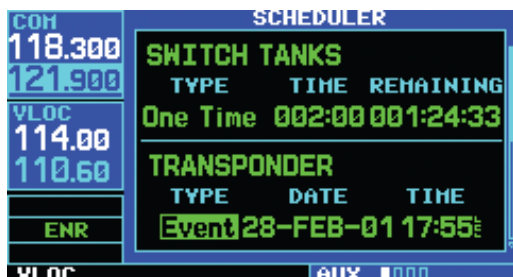 COM
118.300
121.900
VLOC
114.00
110.60
ENR
SCHEDULER
SWITCH TANKS
TYPE TIME REMAINING
One Time 002:00 001:24:33
TRANSPONDER
TYPE DATE TIME
Event 28-FEB-01 17:55
VLOC AUX